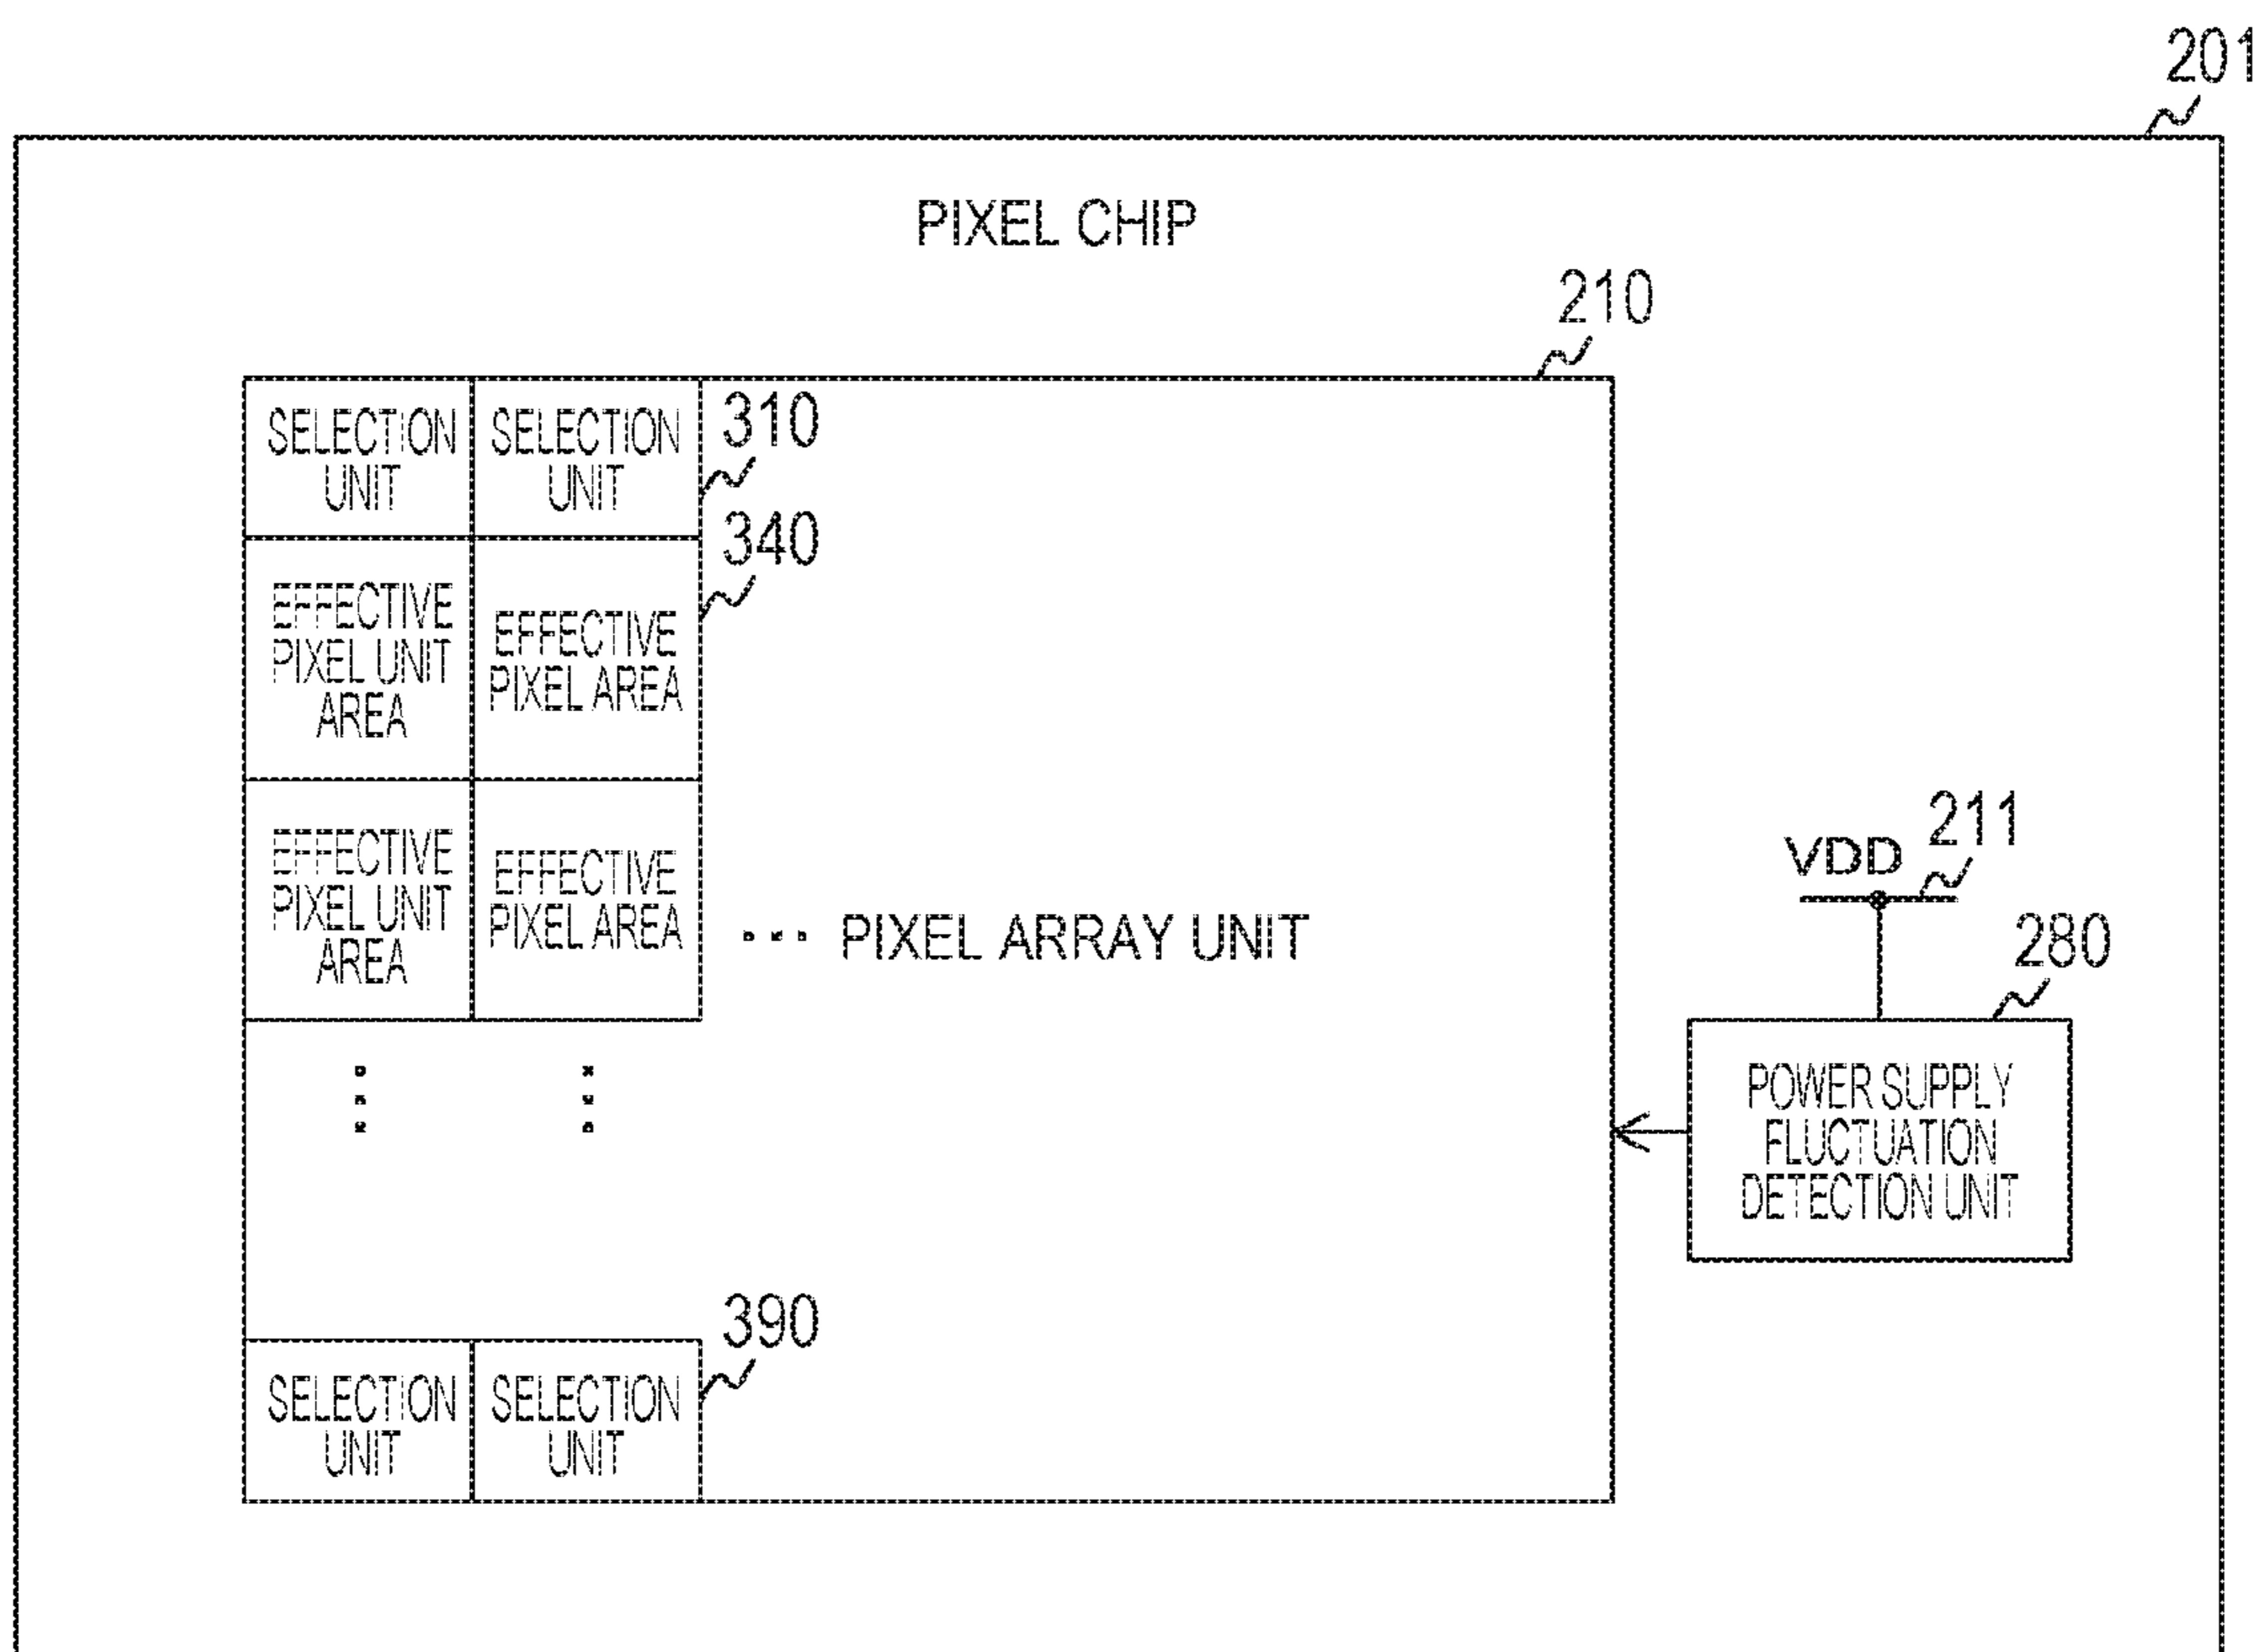 201
PIXEL CHIP
210
SELECTION
UNIT
SELECTION
UNIT
310
340
EFFECTIVE
PIXEL UNIT
AREA
EFFECTIVE
PIXEL AREA
EFFECTIVE
PIXEL UNIT
AREA
EFFECTIVE
PIXEL AREA
... PIXEL ARRAY UNIT
VDD
211
280
POWER SUPPLY
FLUCTUATION
DETECTION UNIT
390
SELECTION
UNIT
SELECTION
UNIT